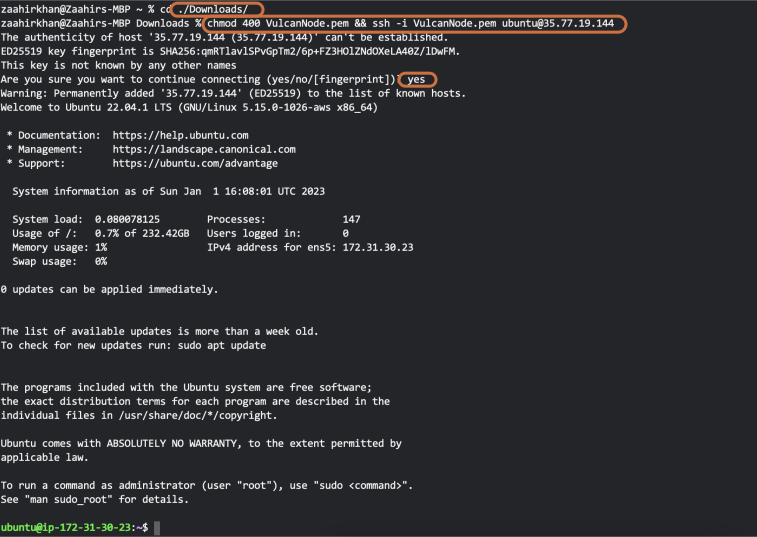 zaahirkhan@Zaahirs-MBP ~ % cd ./Downloads/
zaahirkhan@Zaahirs-MBP Downloads % chmod 400 VulcanNode.pem && ssh -i VulcanNode.pem ubuntu@35.77.19.144
The authenticity of host '35.77.19.144 (35.77.19.144)' can't be established.
ED25519 key fingerprint is SHA256:qmRTlavlSPvGpTm2/6p+FZ3HOlZNdOXeLA40Z/lDwFM.
This key is not known by any other names
Are you sure you want to continue connecting (yes/no/[fingerprint])? yes
Warning: Permanently added '35.77.19.144' (ED25519) to the list of known hosts.
Welcome to Ubuntu 22.04.1 LTS (GNU/Linux 5.15.0-1026-aws x86_64)
* Documentation:  https://help.ubuntu.com
* Management:     https://landscape.canonical.com
* Support:        https://ubuntu.com/advantage
System information as of Sun Jan  1 16:08:01 UTC 2023
System load:  0.080078125       Processes:             147
Usage of /:   0.7% of 232.42GB  Users logged in:       0
Memory usage: 1%                IPv4 address for ens5: 172.31.30.23
Swap usage:   0%
0 updates can be applied immediately.
The list of available updates is more than a week old.
To check for new updates run: sudo apt update
The programs included with the Ubuntu system are free software;
the exact distribution terms for each program are described in the
individual files in /usr/share/doc/*/copyright.
Ubuntu comes with ABSOLUTELY NO WARRANTY, to the extent permitted by
applicable law.
To run a command as administrator (user "root"), use "sudo <command>".
See "man sudo_root" for details.
ubuntu@ip-172-31-30-23:~$